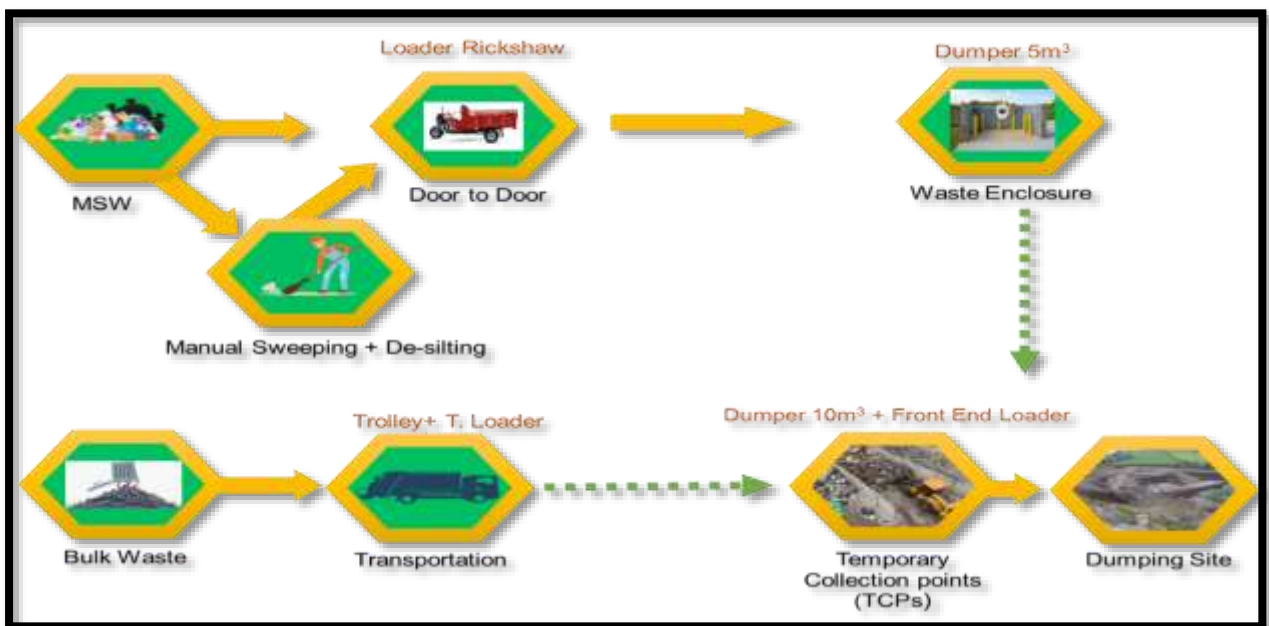 Loader Rickshaw
Dumper 5m³
MSW
Door to Door
Waste Enclosure
Manual Sweeping + De-silting
Trolley+ T. Loader
Dumper 10m³ + Front End Loader
Bulk Waste
Transportation
Temporary
Collection points
(TCPs)
Dumping Site